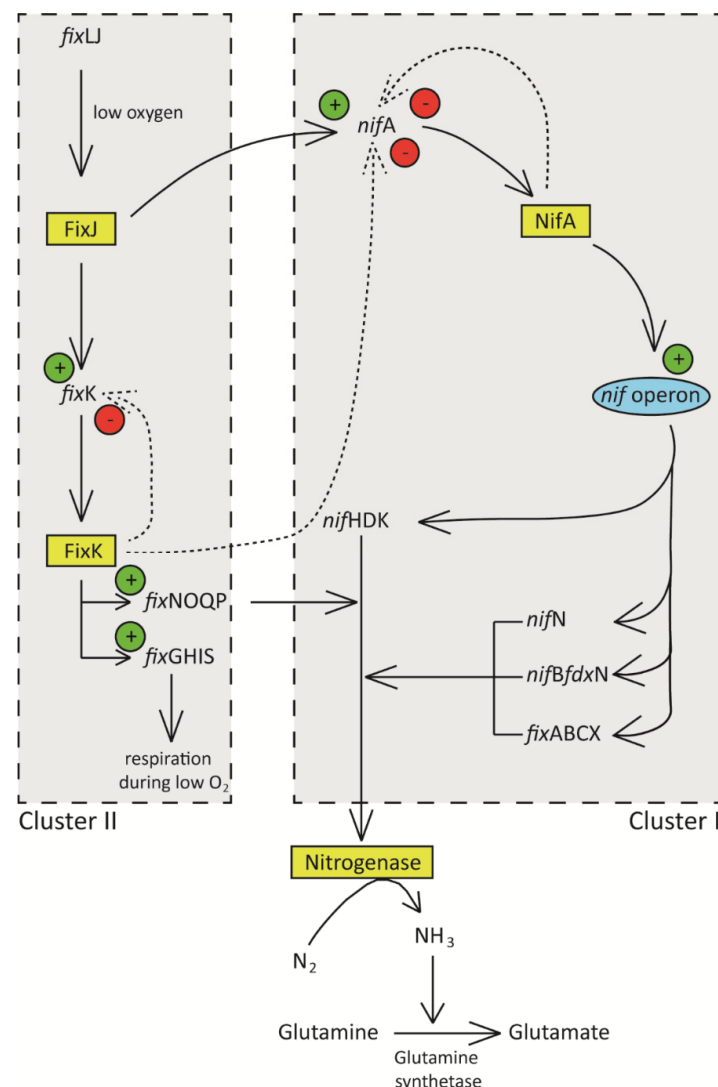 fixLJ
low oxygen
+
-
nifA
-
FixJ
NifA
+
fixK
-
+
nif operon
nifHDK
FixK
+
fixNOQP
nifN
+
fixGHIS
nifBfdxN
fixABCX
respiration
during low O₂
Cluster II
Cluster I
Nitrogenase
N₂
NH₃
Glutamine
Glutamate
Glutamine
synthetase